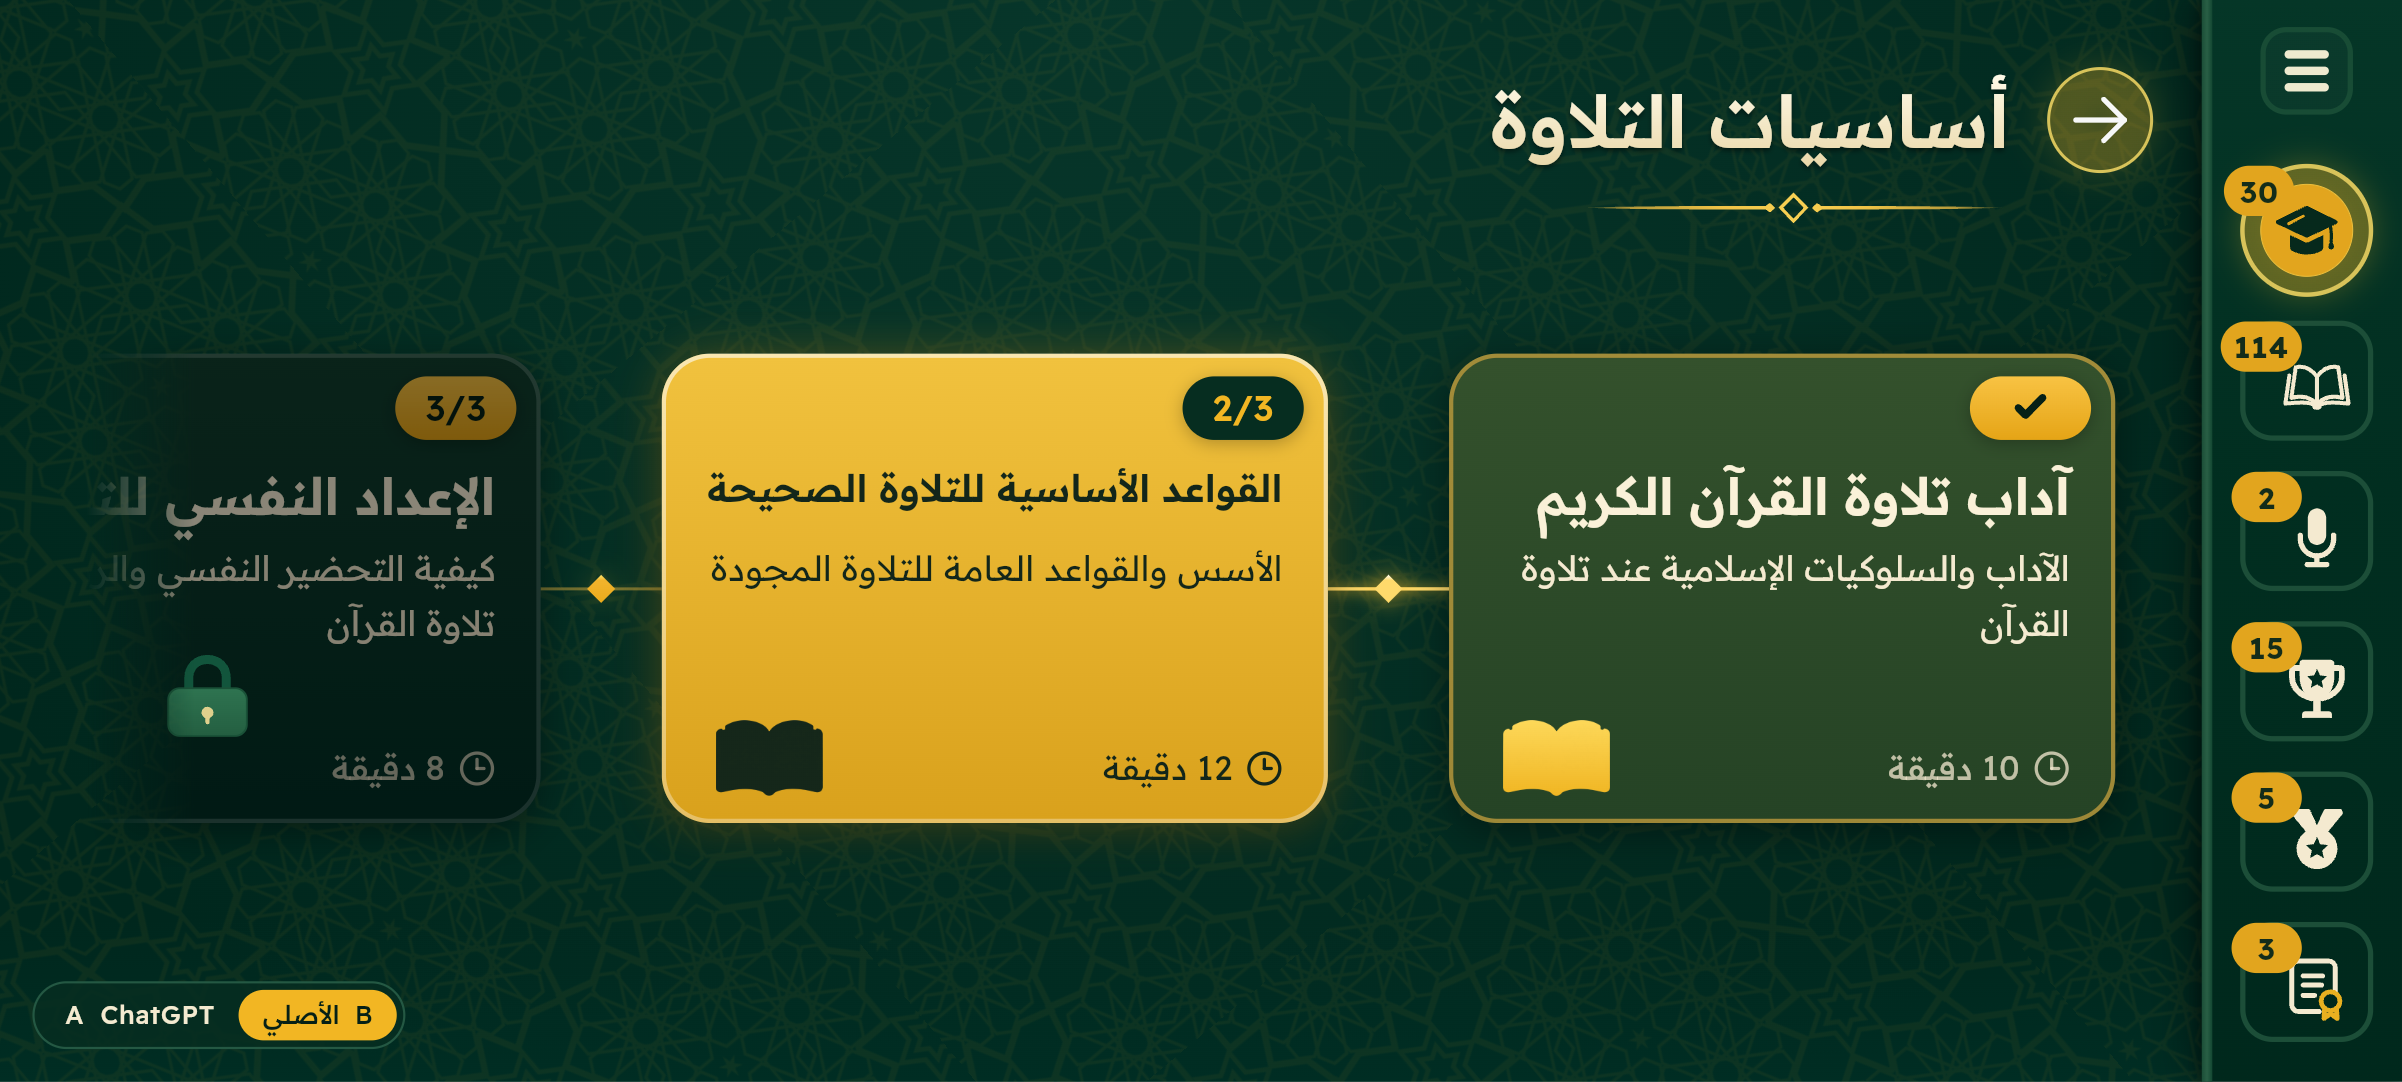 أساسيات التلاوة
30
114
2
15
5
3
آداب تلاوة القرآن الكريم
الآداب والسلوكيات الإسلامية عند تلاوة
القرآن
10 دقيقة
2/3
القواعد الأساسية للتلاوة الصحيحة
الأسس والقواعد العامة للتلاوة المجودة
12 دقيقة
3/3
الإعداد النفسي
كيفية التحضير النفسي
تلاوة القرآن
8 دقيقة
A ChatGPT
B الأصلي